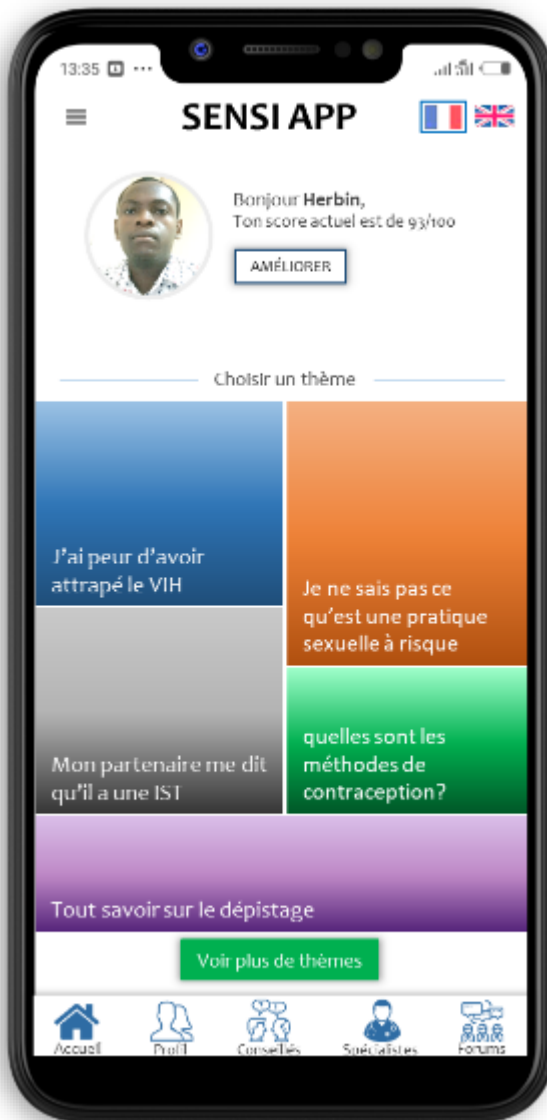 13:35
SENSI APP
Bonjour Herbin,
Ton score actuel est de 93/100
AMÉLIORER
Choisir un thème
J'ai peur d'avoir
attrapé le VIH
Je ne sais pas ce
qu'est une pratique
sexuelle à risque
Mon partenaire me dit
qu'il a une IST
quelles sont les
méthodes de
contraception?
Tout savoir sur le dépistage
Voir plus de thèmes
Accueil Profil Conseillés Spécialistes Forums